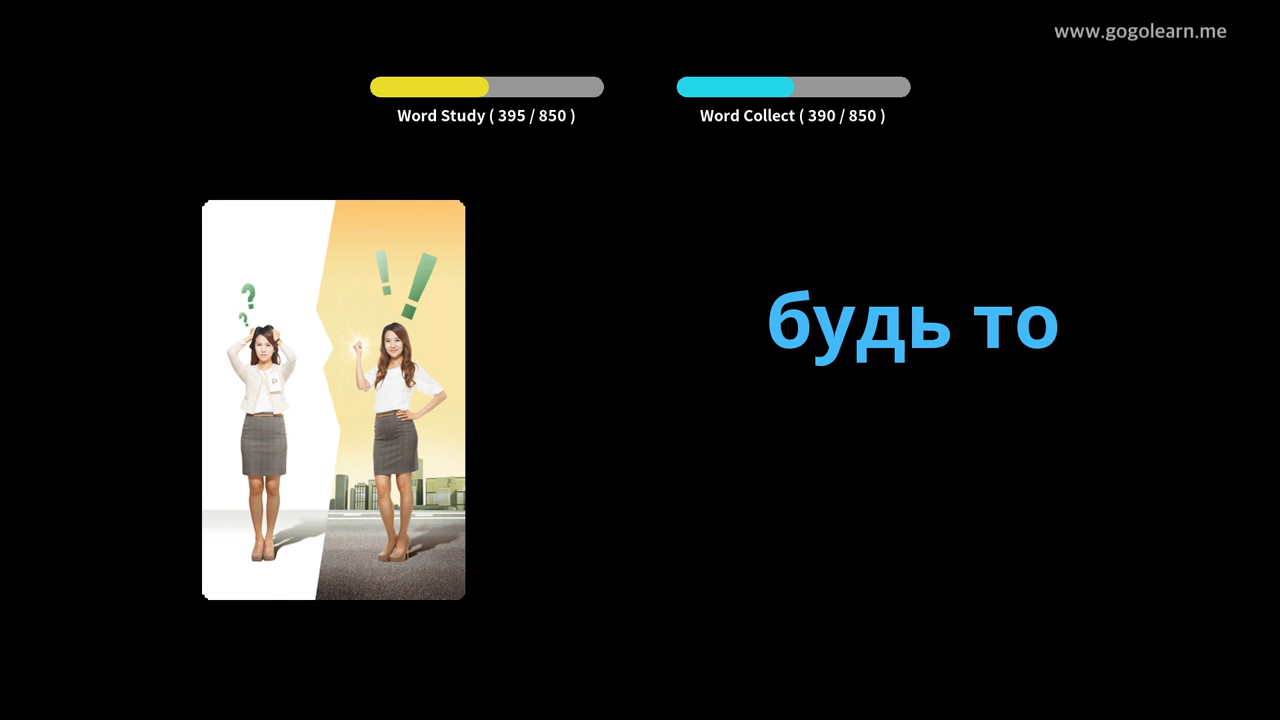 www.gogolearn.me
Word Study ( 395 / 850 )
Word Collect ( 390 / 850 )
? ?
! !
будь то